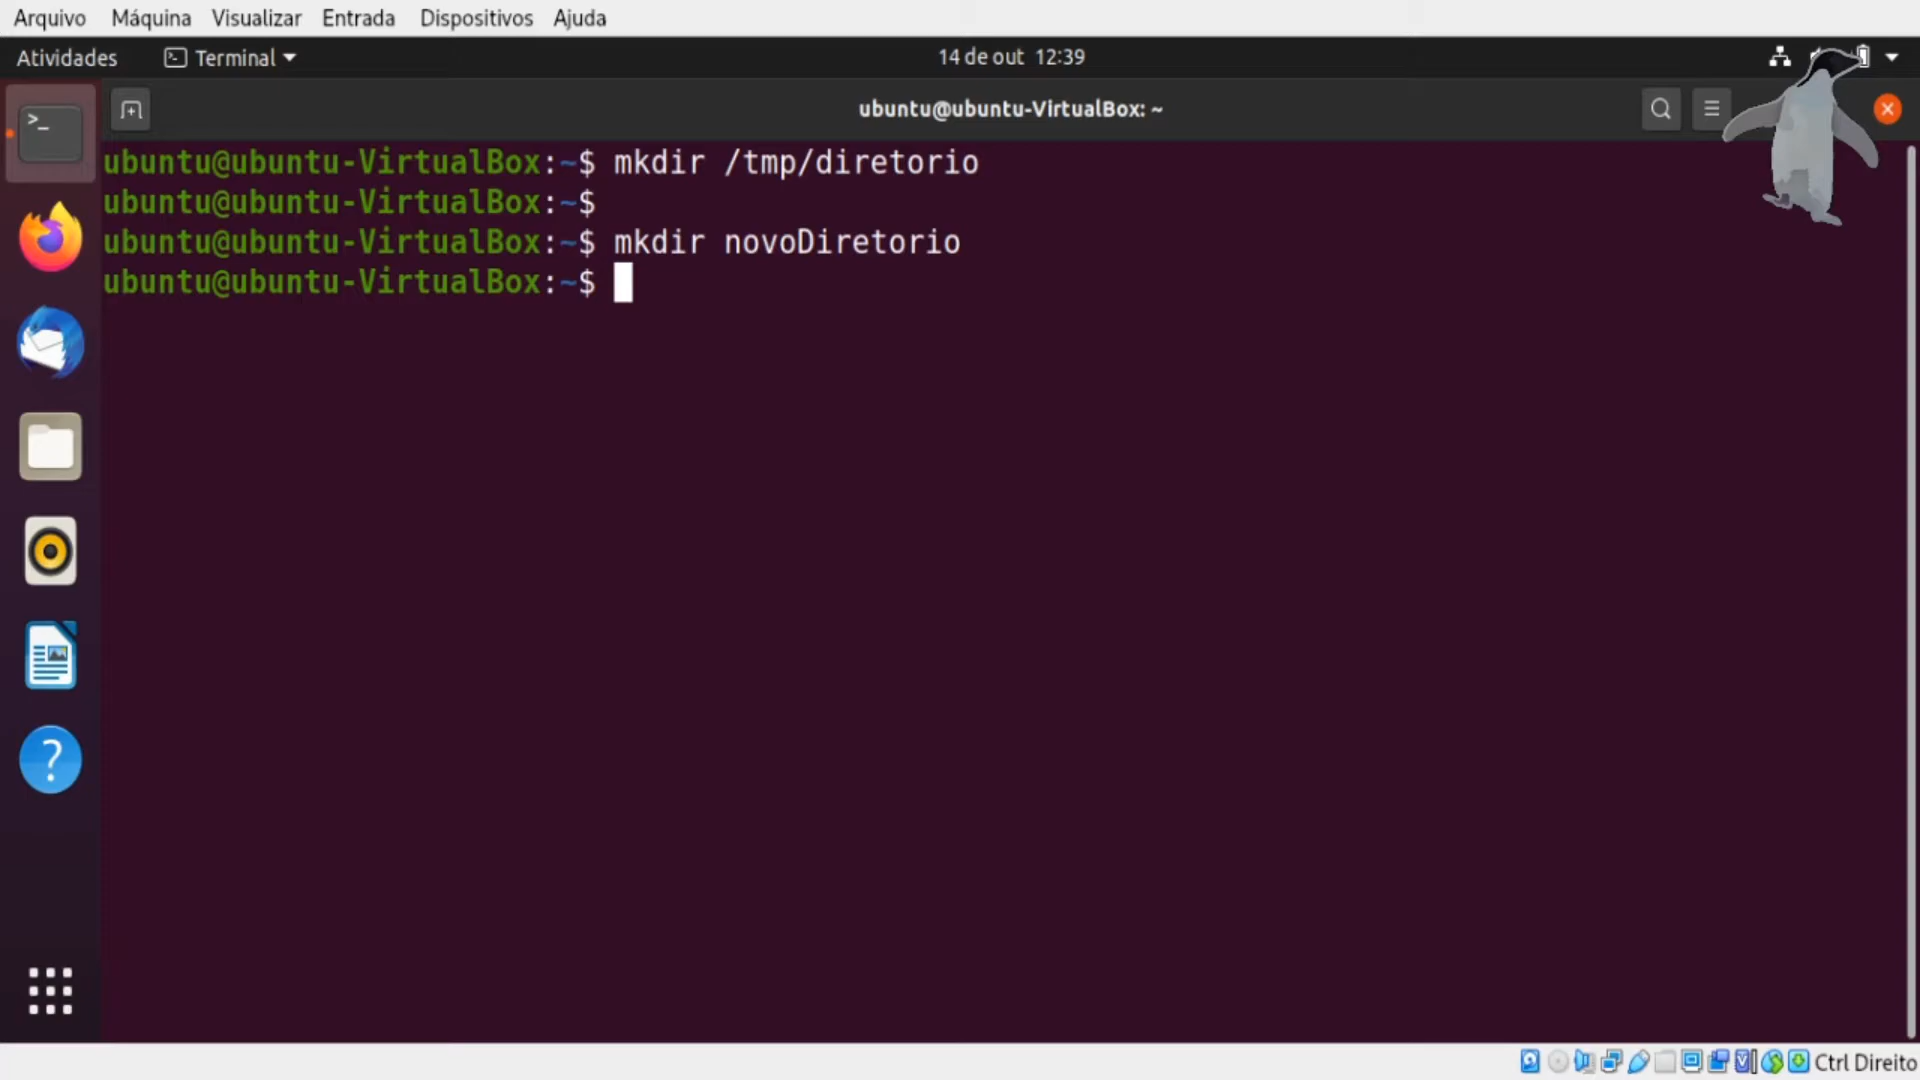 Arquivo Máquina Visualizar Entrada Dispositivos Ajuda
Atividades Terminal 14 de out 12:39
ubuntu@ubuntu-VirtualBox: ~
ubuntu@ubuntu-VirtualBox:~$ mkdir /tmp/diretorio
ubuntu@ubuntu-VirtualBox:~$
ubuntu@ubuntu-VirtualBox:~$ mkdir novoDiretorio
ubuntu@ubuntu-VirtualBox:~$
Ctrl Direito